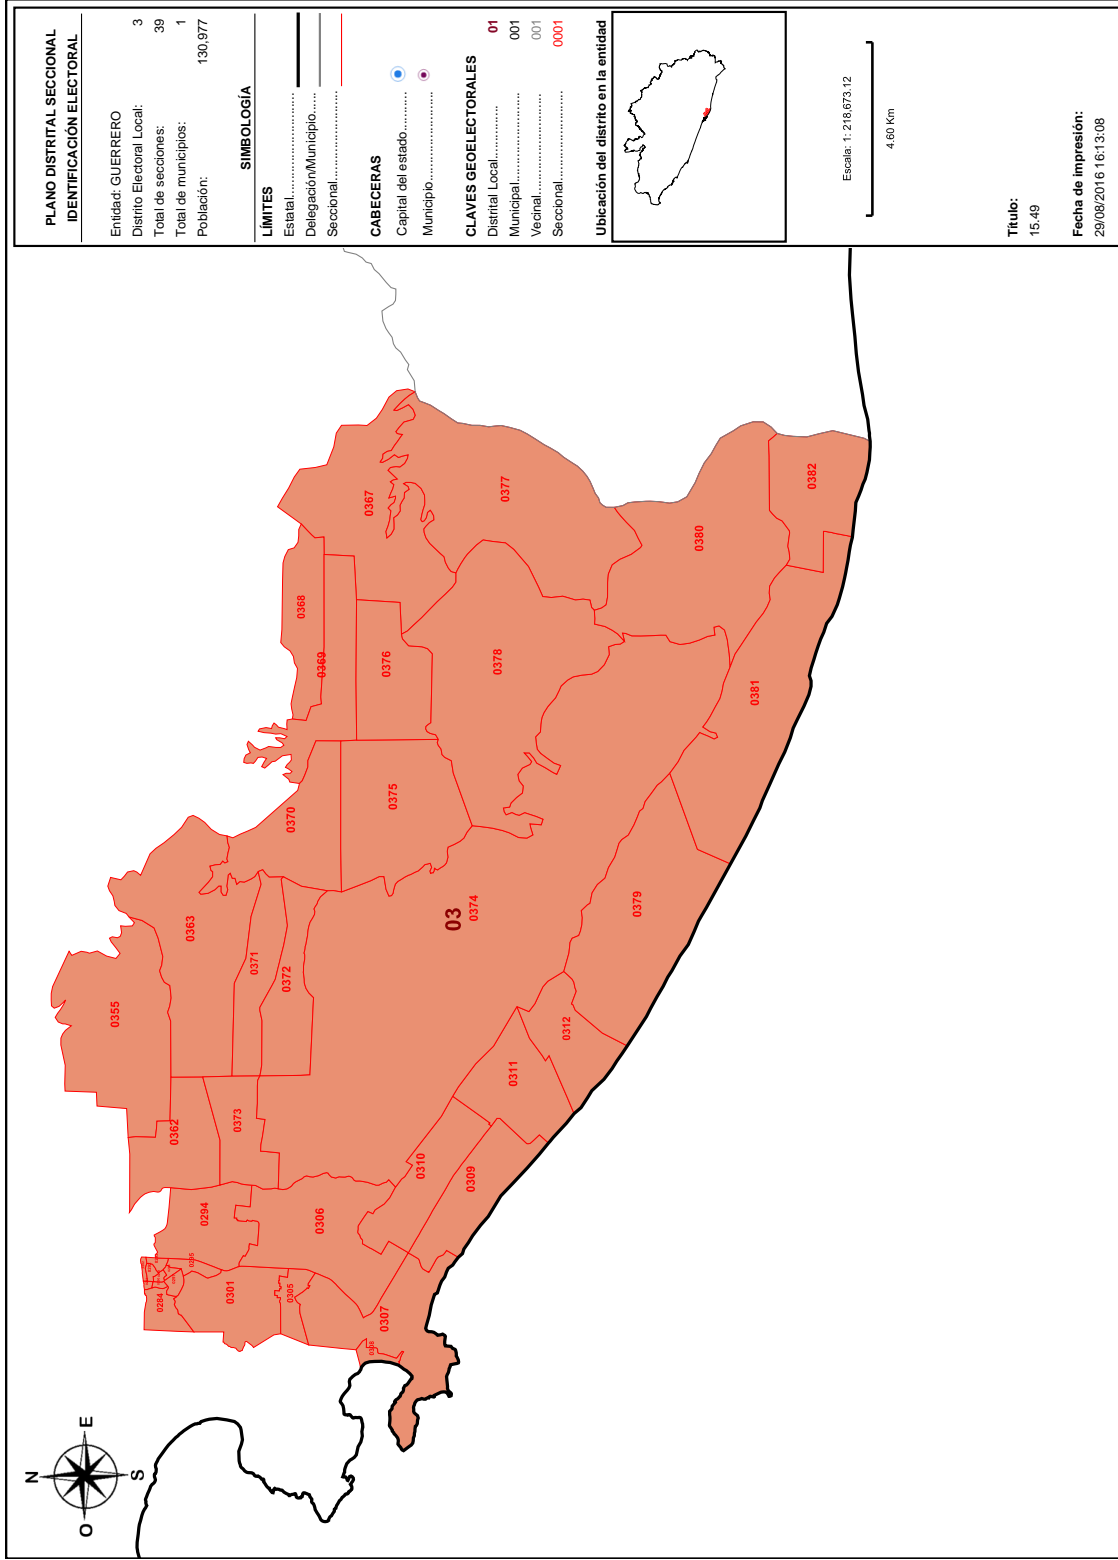 PLANO DISTRITAL SECCIONAL
IDENTIFICACIÓN ELECTORAL
Entidad: GUERRERO
Distrito Electoral Local: 3
Total de secciones: 39
Total de municipios: 1
Población: 130,977
SIMBOLOGÍA
LÍMITES
Estatal
Delegación/Municipio
Seccional
CABECERAS
Capital del estado
Municipio
CLAVES GEOELECTORALES
Distrital Local 01
Municipal 001
Vecinal 001
Seccional 0001
Ubicación del distrito en la entidad
Escala: 1: 218,673.12
4.60 Km
Título:
15.49
Fecha de impresión:
29/08/2016 16:13:08
N
O
E
S
0355
0363
0362
0373
0371
0372
0370
0368
0369
0367
0376
0375
0377
0378
0380
0382
0381
0379
03
0374
0312
0311
0310
0309
0306
0294
0295
0284
0301
0305
0307
0308